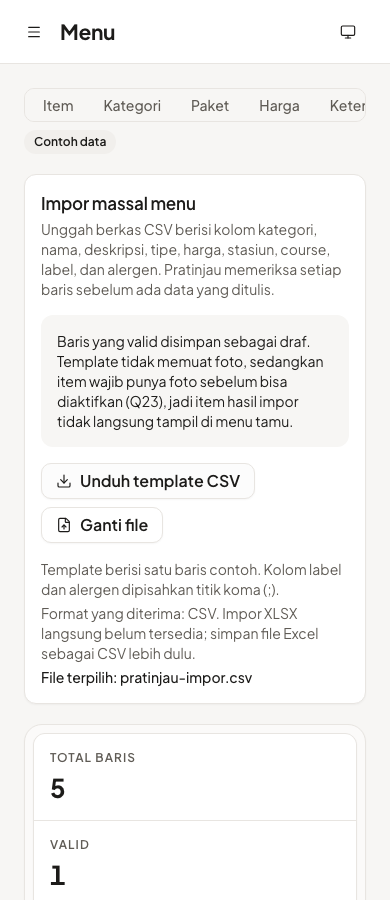 Menu
Item Kategori Paket Harga Keter
Contoh data
Impor massal menu
Unggah berkas CSV berisi kolom kategori,
nama, deskripsi, tipe, harga, stasiun, course,
label, dan alergen. Pratinjau memeriksa setiap
baris sebelum ada data yang ditulis.
Baris yang valid disimpan sebagai draf.
Template tidak memuat foto, sedangkan
item wajib punya foto sebelum bisa
diaktifkan (Q23), jadi item hasil impor
tidak langsung tampil di menu tamu.
Unduh template CSV
Ganti file
Template berisi satu baris contoh. Kolom label
dan alergen dipisahkan titik koma (;).
Format yang diterima: CSV. Impor XLSX
langsung belum tersedia; simpan file Excel
sebagai CSV lebih dulu.
File terpilih: pratinjau-impor.csv
TOTAL BARIS
5
VALID
1